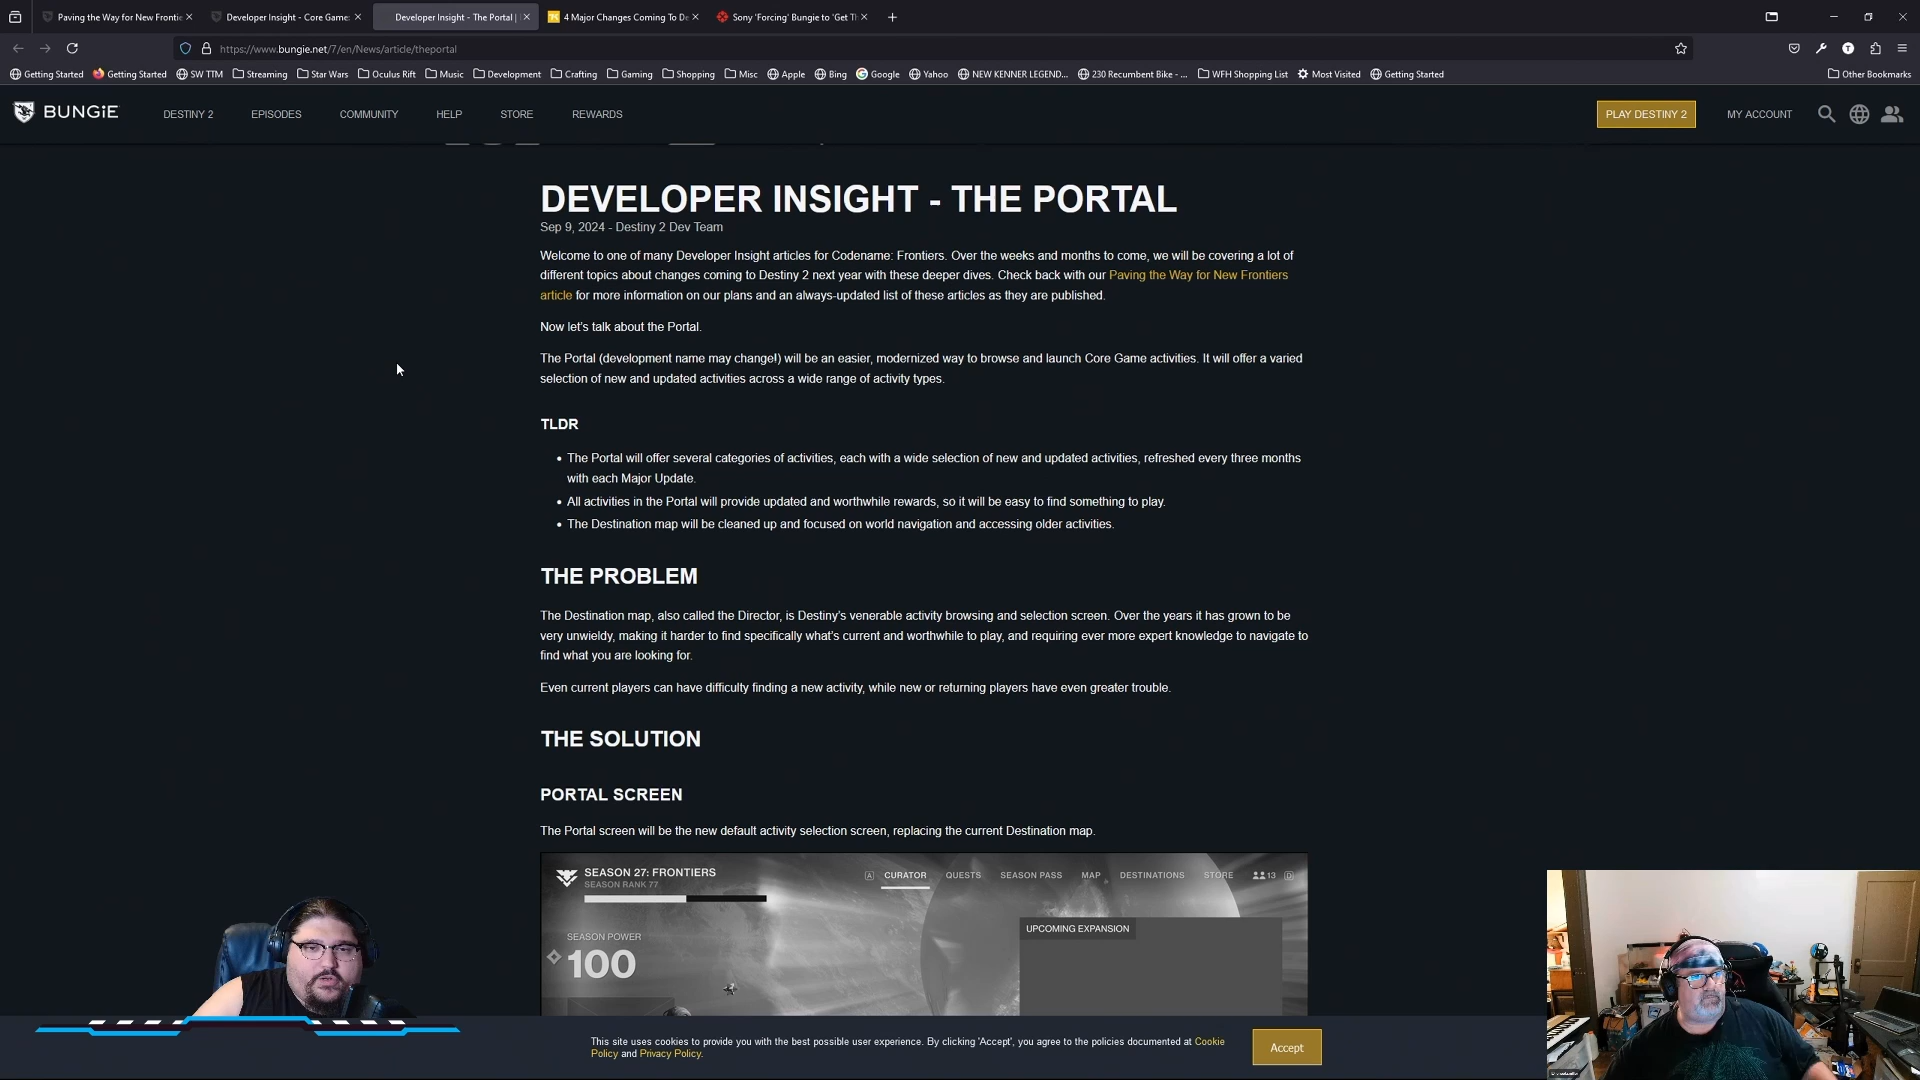 Paving the Way for New Frontie
Developer Insight - Core Game
Developer Insight - The Portal |
4 Major Changes Coming To De
Sony 'Forcing' Bungie to 'Get Th
https://www.bungie.net/7/en/News/article/theportal
Getting Started
Getting Started
SW TTM
Streaming
Star Wars
Oculus Rift
Music
Development
Crafting
Gaming
Shopping
Misc
Apple
Bing
Google
Yahoo
NEW KENNER LEGEND...
230 Recumbent Bike - ...
WFH Shopping List
Most Visited
Getting Started
Other Bookmarks
BUNGiE
DESTINY 2
EPISODES
COMMUNITY
HELP
STORE
REWARDS
PLAY DESTINY 2
MY ACCOUNT
DEVELOPER INSIGHT - THE PORTAL
Sep 9, 2024 - Destiny 2 Dev Team
Welcome to one of many Developer Insight articles for Codename: Frontiers. Over the weeks and months to come, we will be covering a lot of
different topics about changes coming to Destiny 2 next year with these deeper dives. Check back with our Paving the Way for New Frontiers
article for more information on our plans and an always-updated list of these articles as they are published.
Now let's talk about the Portal.
The Portal (development name may change!) will be an easier, modernized way to browse and launch Core Game activities. It will offer a varied
selection of new and updated activities across a wide range of activity types.
TLDR
• The Portal will offer several categories of activities, each with a wide selection of new and updated activities, refreshed every three months
with each Major Update.
• All activities in the Portal will provide updated and worthwhile rewards, so it will be easy to find something to play.
• The Destination map will be cleaned up and focused on world navigation and accessing older activities.
THE PROBLEM
The Destination map, also called the Director, is Destiny's venerable activity browsing and selection screen. Over the years it has grown to be
very unwieldy, making it harder to find specifically what's current and worthwhile to play, and requiring ever more expert knowledge to navigate to
find what you are looking for.
Even current players can have difficulty finding a new activity, while new or returning players have even greater trouble.
THE SOLUTION
PORTAL SCREEN
The Portal screen will be the new default activity selection screen, replacing the current Destination map.
SEASON 27: FRONTIERS
SEASON RANK 77
A
CURATOR
QUESTS
SEASON PASS
MAP
DESTINATIONS
STORE
13
D
UPCOMING EXPANSION
SEASON POWER
100
This site uses cookies to provide you with the best possible user experience. By clicking 'Accept', you agree to the policies documented at Cookie
Policy and Privacy Policy.
Accept